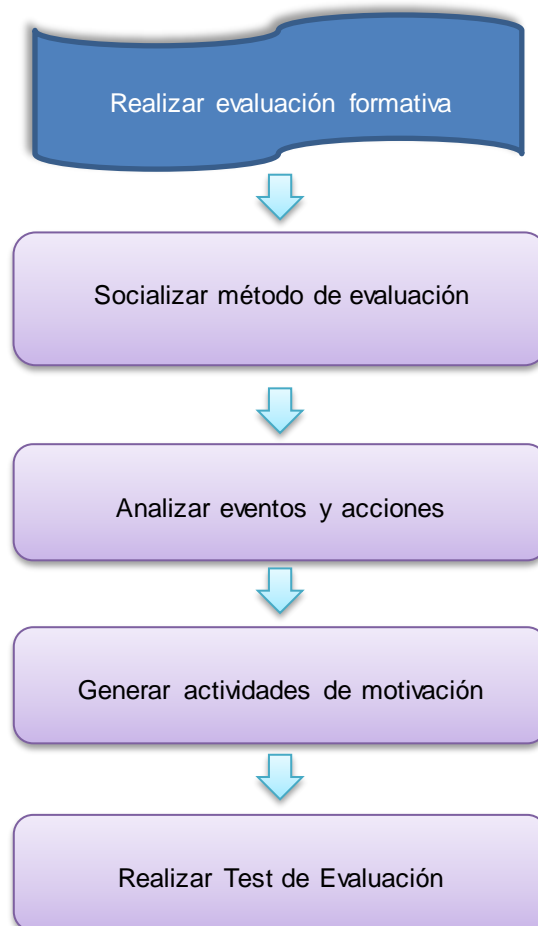 Realizar evaluación formativa
Socializar método de evaluación
Analizar eventos y acciones
Generar actividades de motivación
Realizar Test de Evaluación